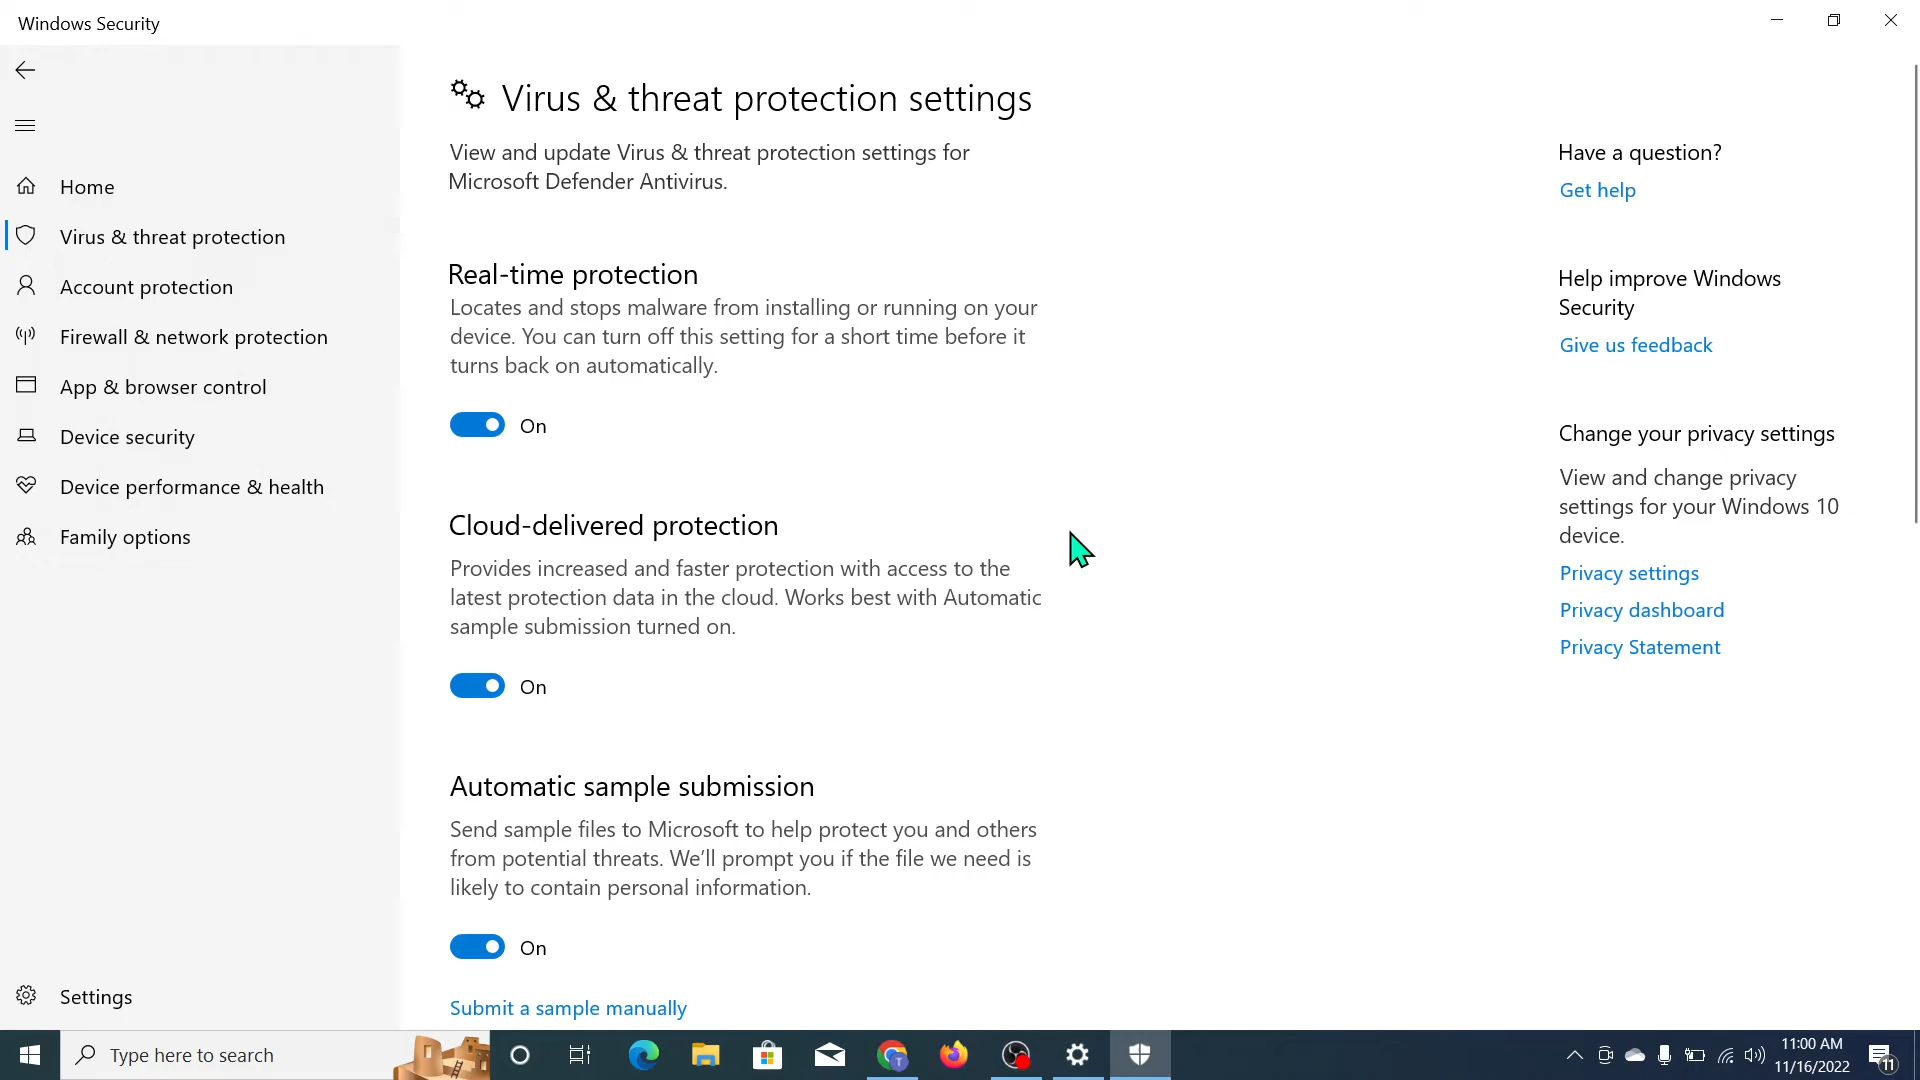 Windows Security
Home
Virus & threat protection
Account protection
Firewall & network protection
App & browser control
Device security
Device performance & health
Family options
Settings
Virus & threat protection settings
View and update Virus & threat protection settings for
Microsoft Defender Antivirus.
Real-time protection
Locates and stops malware from installing or running on your
device. You can turn off this setting for a short time before it
turns back on automatically.
On
Cloud-delivered protection
Provides increased and faster protection with access to the
latest protection data in the cloud. Works best with Automatic
sample submission turned on.
On
Automatic sample submission
Send sample files to Microsoft to help protect you and others
from potential threats. We'll prompt you if the file we need is
likely to contain personal information.
On
Submit a sample manually
Have a question?
Get help
Help improve Windows
Security
Give us feedback
Change your privacy settings
View and change privacy
settings for your Windows 10
device.
Privacy settings
Privacy dashboard
Privacy Statement
Type here to search
T
11:00 AM
11/16/2022
11